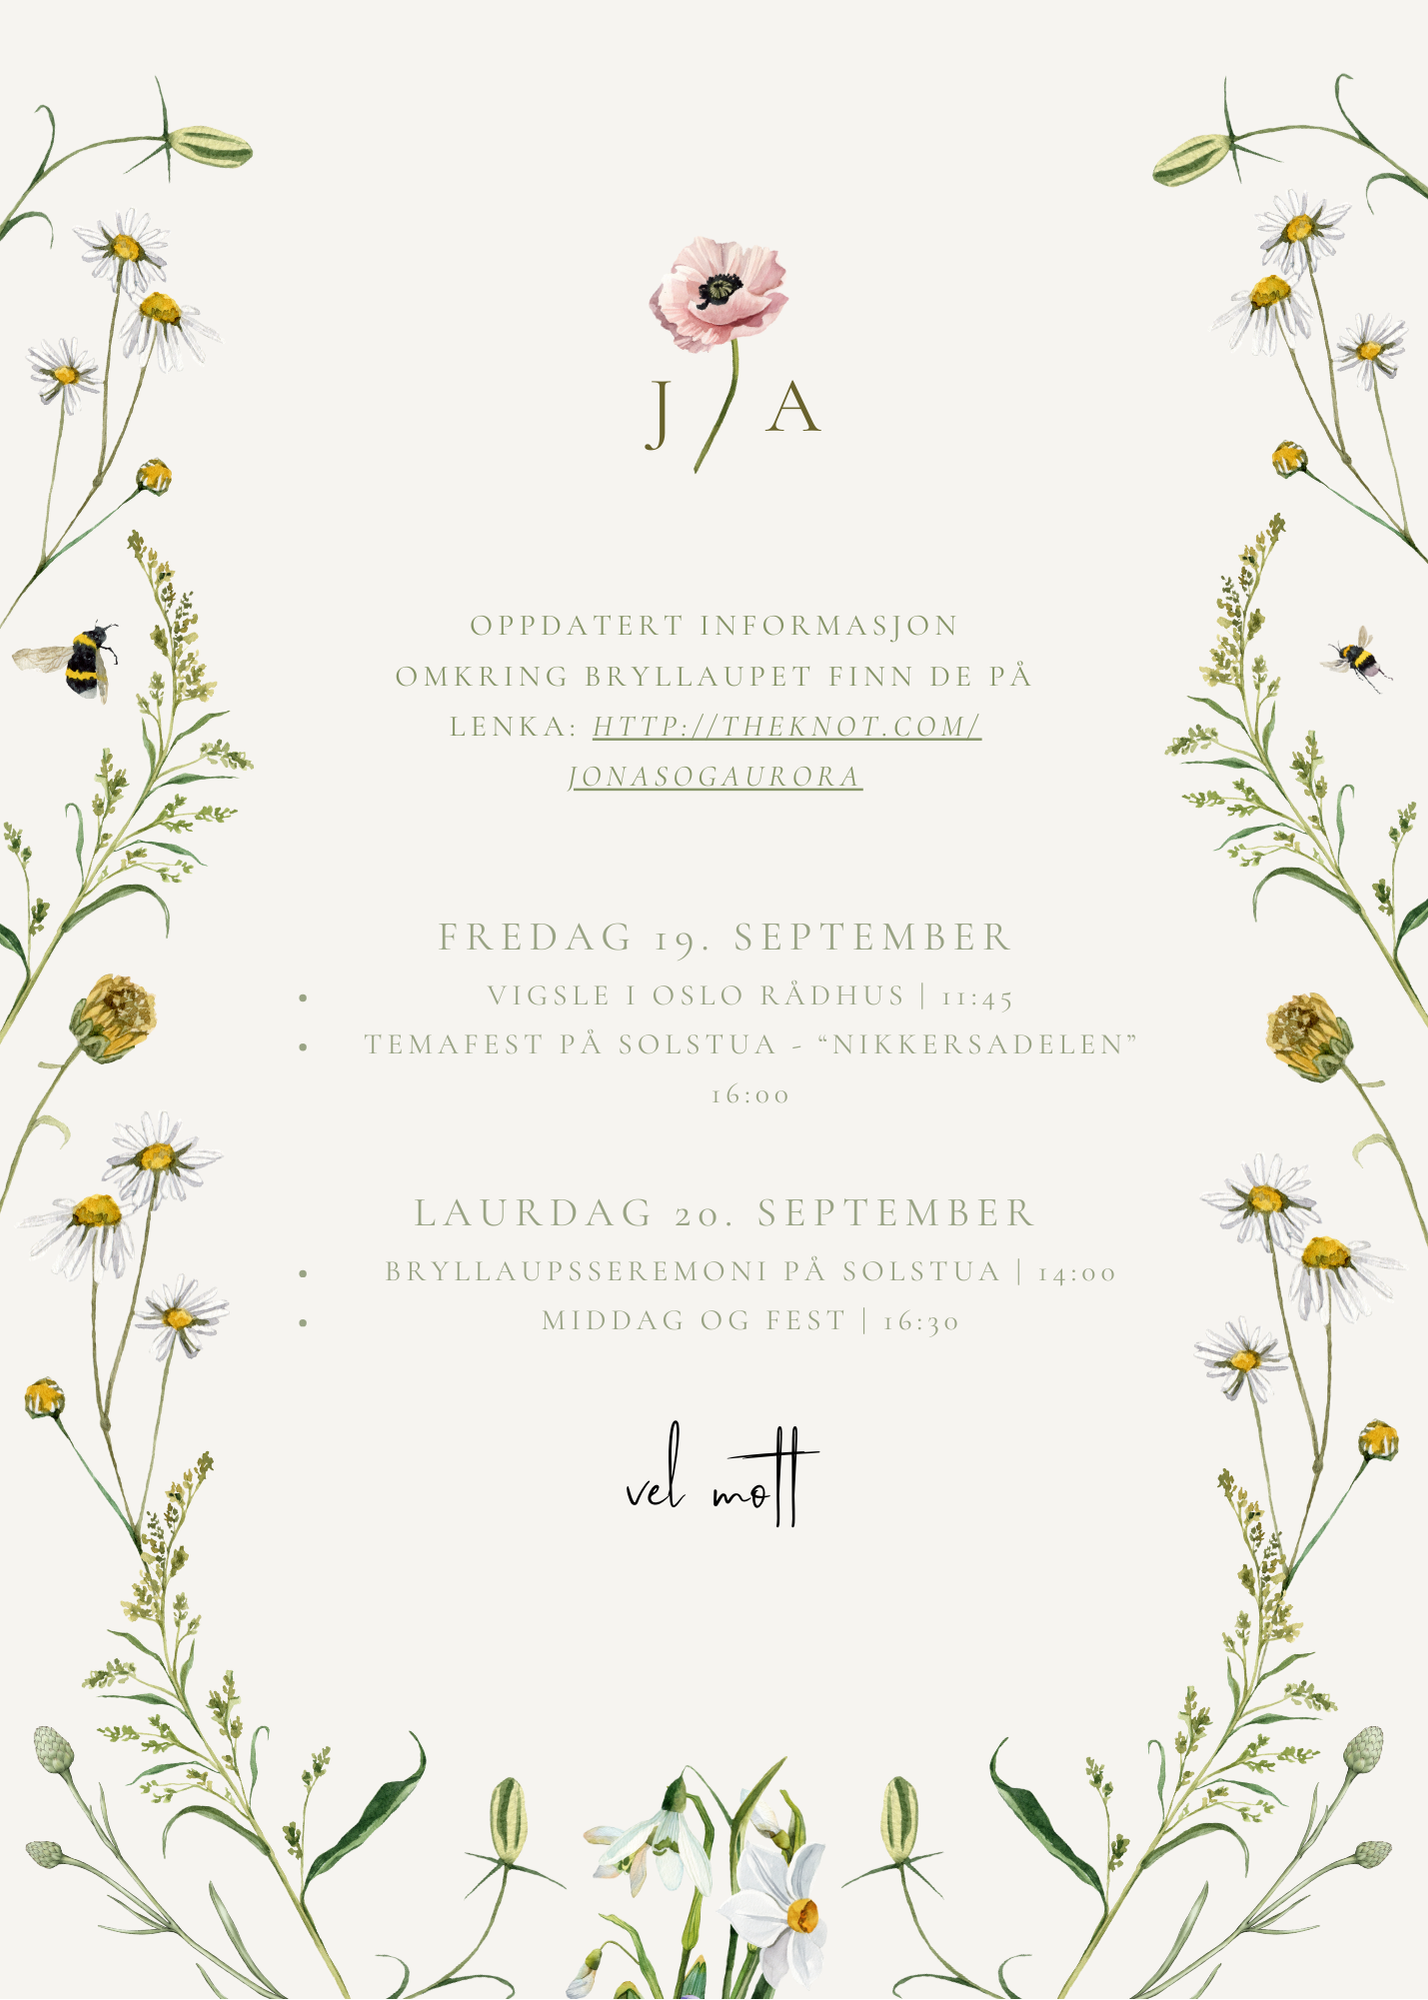 J A
OPPDATERT INFORMASJON
OMKRING BRYLLAUPET FINN DE PÅ
LENKA: HTTP://THEKNOT.COM/
JONASOGAURORA
FREDAG 19. SEPTEMBER
• VIGSLE I OSLO RÅDHUS | 11:45
• TEMAFEST PÅ SOLSTUA - “NIKKERSADELEN”
16:00
LAURDAG 20. SEPTEMBER
• BRYLLAUPSSEREMONI PÅ SOLSTUA | 14:00
• MIDDAG OG FEST | 16:30
vel mott